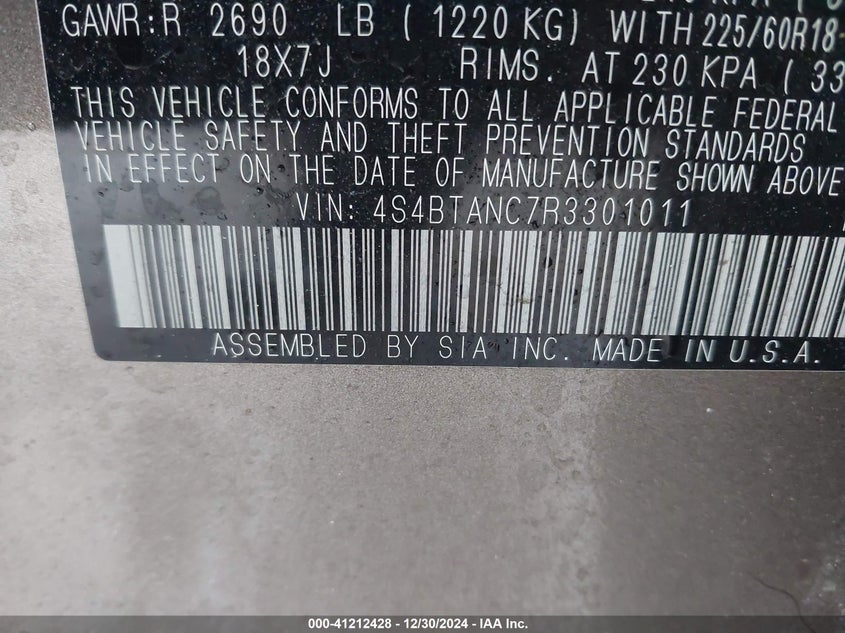 GAWR:R 2690 LB ( 1220 KG) WITH 225/60R18
18X7J RIMS. AT 230 KPA ( 33
THIS VEHICLE CONFORMS TO ALL APPLICABLE FEDERAL
VEHICLE SAFETY AND THEFT PREVENTION STANDARDS
IN EFFECT ON THE DATE OF MANUFACTURE SHOWN ABOVE
VIN: 4S4BTANC7R3301011
ASSEMBLED BY SIA INC. MADE IN U.S.A.
000-41212428 - 12/30/2024 - IAA Inc.